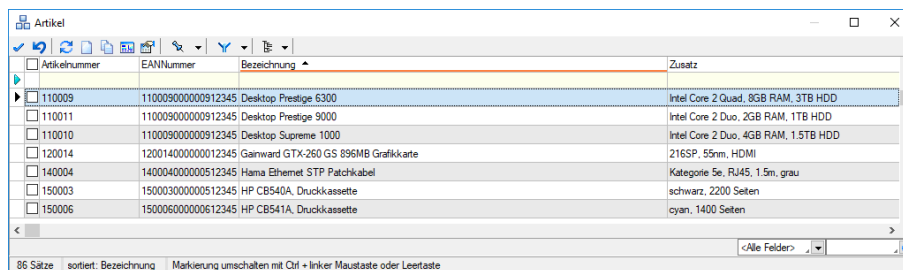 Artikel
Artikelnummer EANNummer Bezeichnung Zusatz
110009 110009000000912345 Desktop Prestige 6300 Intel Core 2 Quad, 8GB RAM, 3TB HDD
110011 110009000000912345 Desktop Prestige 9000 Intel Core 2 Duo, 2GB RAM, 1TB HDD
110010 110009000000912345 Desktop Supreme 1000 Intel Core 2 Duo, 4GB RAM, 1.5TB HDD
120014 120014000000012345 Gainward GTX-260 GS 896MB Grafikkarte 216SP, 55nm, HDMI
140004 140004000000512345 Hama Ethernet STP Patchkabel Kategorie 5e, RJ45, 1.5m, grau
150003 150003000000512345 HP CB540A, Druckkassette schwarz, 2200 Seiten
150006 150006000000612345 HP CB541A, Druckkassette cyan, 1400 Seiten
<Alle Felder>
86 Sätze sortiert: Bezeichnung Markierung umschalten mit Ctrl + linker Maustaste oder Leertaste